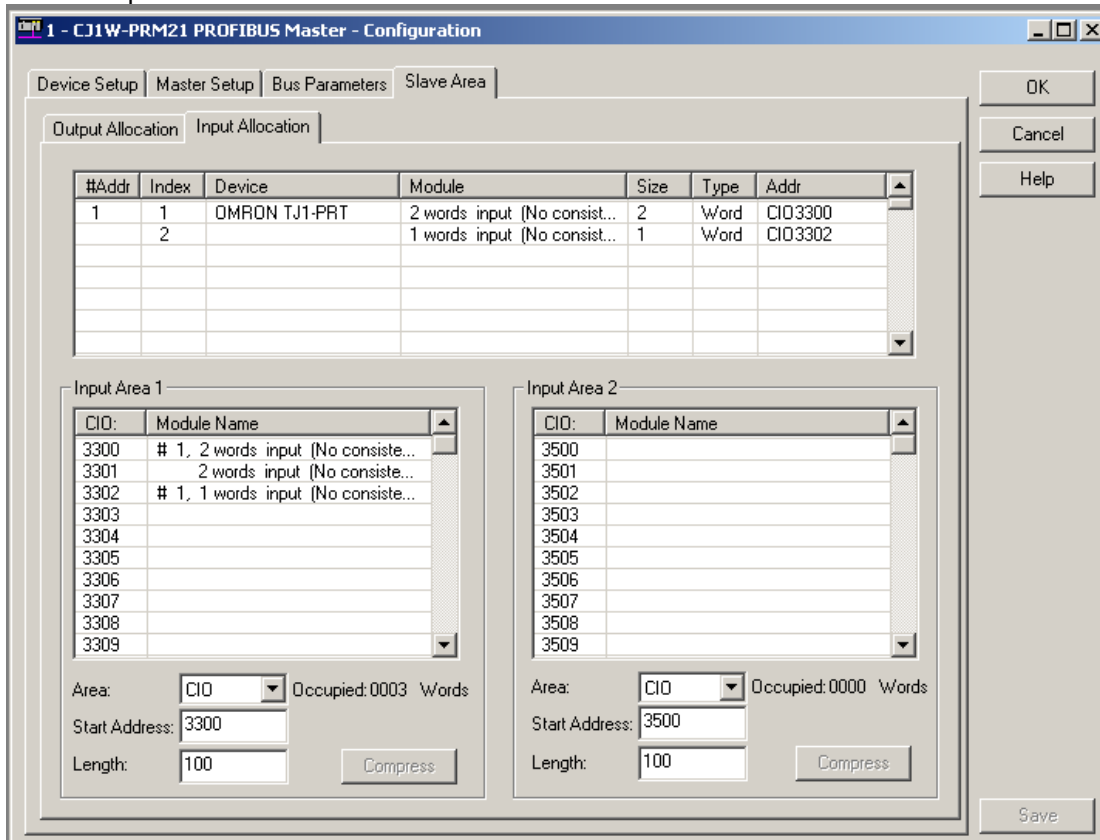 1 - CJ1W-PRM21 PROFIBUS Master - Configuration
Device Setup Master Setup Bus Parameters Slave Area
OK
Output Allocation Input Allocation
Cancel
Help
#Addr Index Device Module Size Type Addr
1 1 OMRON TJ1-PRT 2 words input (No consist... 2 Word CIO3300
2 1 words input (No consist... 1 Word CIO3302
Input Area 1
CIO: Module Name
3300 # 1, 2 words input (No consiste...
3301 2 words input (No consiste...
3302 # 1, 1 words input (No consiste...
3303
3304
3305
3306
3307
3308
3309
Area: CIO Occupied: 0003 Words
Start Address: 3300
Length: 100 Compress
Input Area 2
CIO: Module Name
3500
3501
3502
3503
3504
3505
3506
3507
3508
3509
Area: CIO Occupied: 0000 Words
Start Address: 3500
Length: 100 Compress
Save